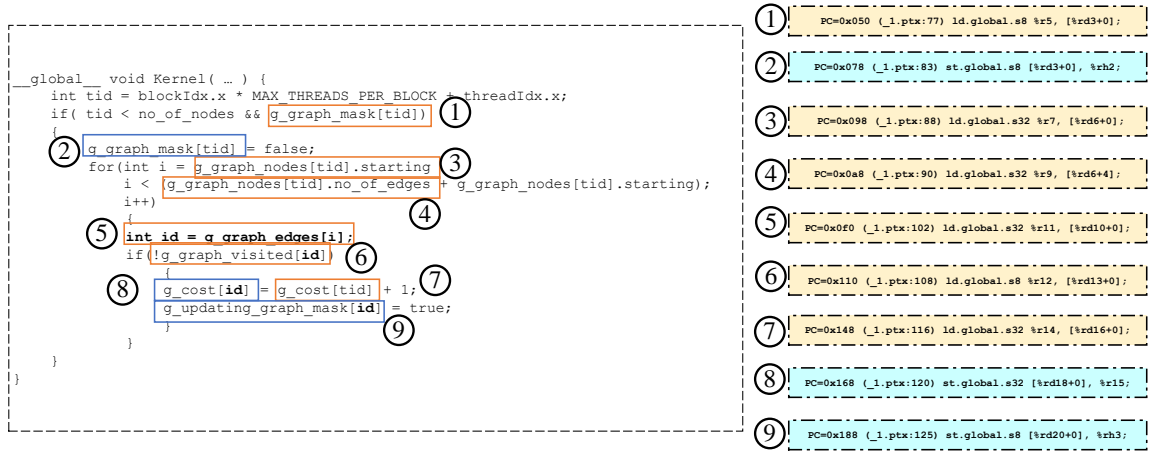 __global__ void Kernel( … ) {
int tid = blockIdx.x * MAX_THREADS_PER_BLOCK + threadIdx.x;
if( tid < no_of_nodes && g_graph_mask[tid]) 1
{
2 g_graph_mask[tid] = false;
for(int i = g_graph_nodes[tid].starting 3
i < (g_graph_nodes[tid].no_of_edges + g_graph_nodes[tid].starting);
i++) 4
{
5 int id = g_graph_edges[i];
if(!g_graph_visited[id]) 6
{
8 g_cost[id] = g_cost[tid] + 1; 7
g_updating_graph_mask[id] = true;
} 9
}
}
}
1 PC=0x050 (_1.ptx:77) ld.global.s8 %r5, [%rd3+0];
2 PC=0x078 (_1.ptx:83) st.global.s8 [%rd3+0], %rh2;
3 PC=0x098 (_1.ptx:88) ld.global.s32 %r7, [%rd6+0];
4 PC=0x0a8 (_1.ptx:90) ld.global.s32 %r9, [%rd6+4];
5 PC=0x0f0 (_1.ptx:102) ld.global.s32 %r11, [%rd10+0];
6 PC=0x110 (_1.ptx:108) ld.global.s8 %r12, [%rd13+0];
7 PC=0x148 (_1.ptx:116) ld.global.s32 %r14, [%rd16+0];
8 PC=0x168 (_1.ptx:120) st.global.s32 [%rd18+0], %r15;
9 PC=0x188 (_1.ptx:125) st.global.s8 [%rd20+0], %rh3;